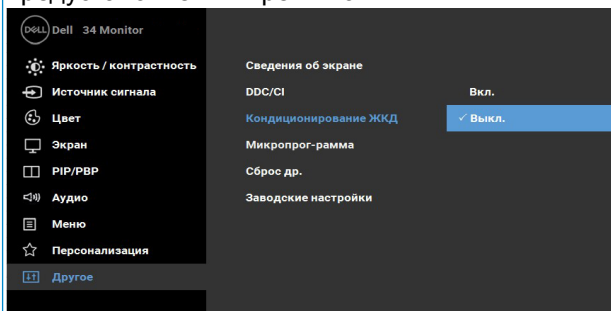 DELL Dell 34 Monitor
Яркость / контрастность
Источник сигнала
Цвет
Экран
PIP/PBP
Аудио
Меню
Персонализация
Другое
Сведения об экране
DDC/CI
Кондиционирование ЖКД
Микропрог-рамма
Сброс др.
Заводские настройки
Вкл.
✓ Выкл.